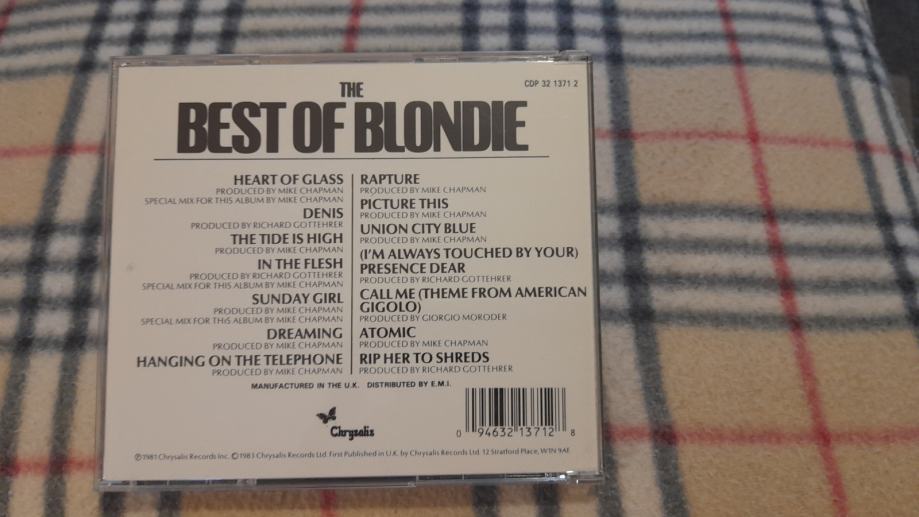 THE
CDP 32 1371 2
BEST OF BLONDIE
HEART OF GLASS
PRODUCED BY MIKE CHAPMAN
SPECIAL MIX FOR THIS ALBUM BY MIKE CHAPMAN
DENIS
PRODUCED BY RICHARD GOTTEHRER
THE TIDE IS HIGH
PRODUCED BY MIKE CHAPMAN
IN THE FLESH
PRODUCED BY RICHARD GOTTEHRER
SPECIAL MIX FOR THIS ALBUM BY MIKE CHAPMAN
SUNDAY GIRL
PRODUCED BY MIKE CHAPMAN
SPECIAL MIX FOR THIS ALBUM BY MIKE CHAPMAN
DREAMING
PRODUCED BY MIKE CHAPMAN
HANGING ON THE TELEPHONE
PRODUCED BY MIKE CHAPMAN
RAPTURE
PRODUCED BY MIKE CHAPMAN
PICTURE THIS
PRODUCED BY MIKE CHAPMAN
UNION CITY BLUE
PRODUCED BY MIKE CHAPMAN
(I'M ALWAYS TOUCHED BY YOUR)
PRESENCE DEAR
PRODUCED BY RICHARD GOTTEHRER
CALL ME (THEME FROM AMERICAN
GIGOLO)
PRODUCED BY GIORGIO MORODER
ATOMIC
PRODUCED BY MIKE CHAPMAN
RIP HER TO SHREDS
PRODUCED BY RICHARD GOTTEHRER
MANUFACTURED IN THE U.K. DISTRIBUTED BY E.M.I.
Chrysalis
0 94632 13712 8
℗1981 Chrysalis Records Inc. ©1983 Chrysalis Records Ltd. First Published in U.K. by Chrysalis Records Ltd. 12 Stratford Place, W1N 9AE